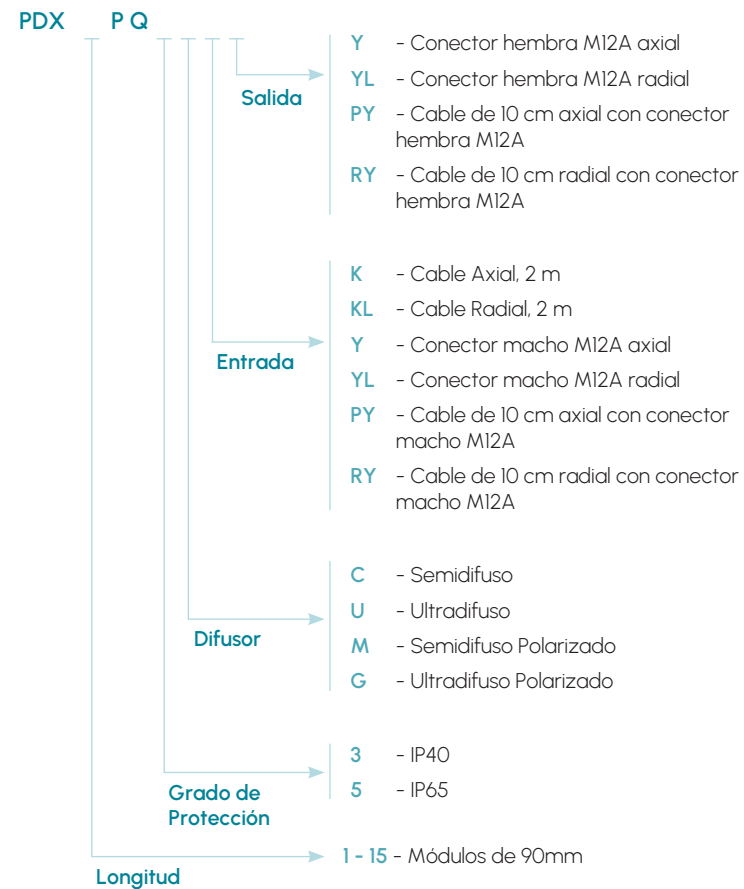 PDX P Q
Salida
Y - Conector hembra M12A axial
YL - Conector hembra M12A radial
PY - Cable de 10 cm axial con conector
hembra M12A
RY - Cable de 10 cm radial con conector
hembra M12A
Entrada
K - Cable Axial, 2 m
KL - Cable Radial, 2 m
Y - Conector macho M12A axial
YL - Conector macho M12A radial
PY - Cable de 10 cm axial con conector
macho M12A
RY - Cable de 10 cm radial con conector
macho M12A
Difusor
C - Semidifuso
U - Ultradifuso
M - Semidifuso Polarizado
G - Ultradifuso Polarizado
Grado de
Protección
3 - IP40
5 - IP65
Longitud
1 - 15 - Módulos de 90mm